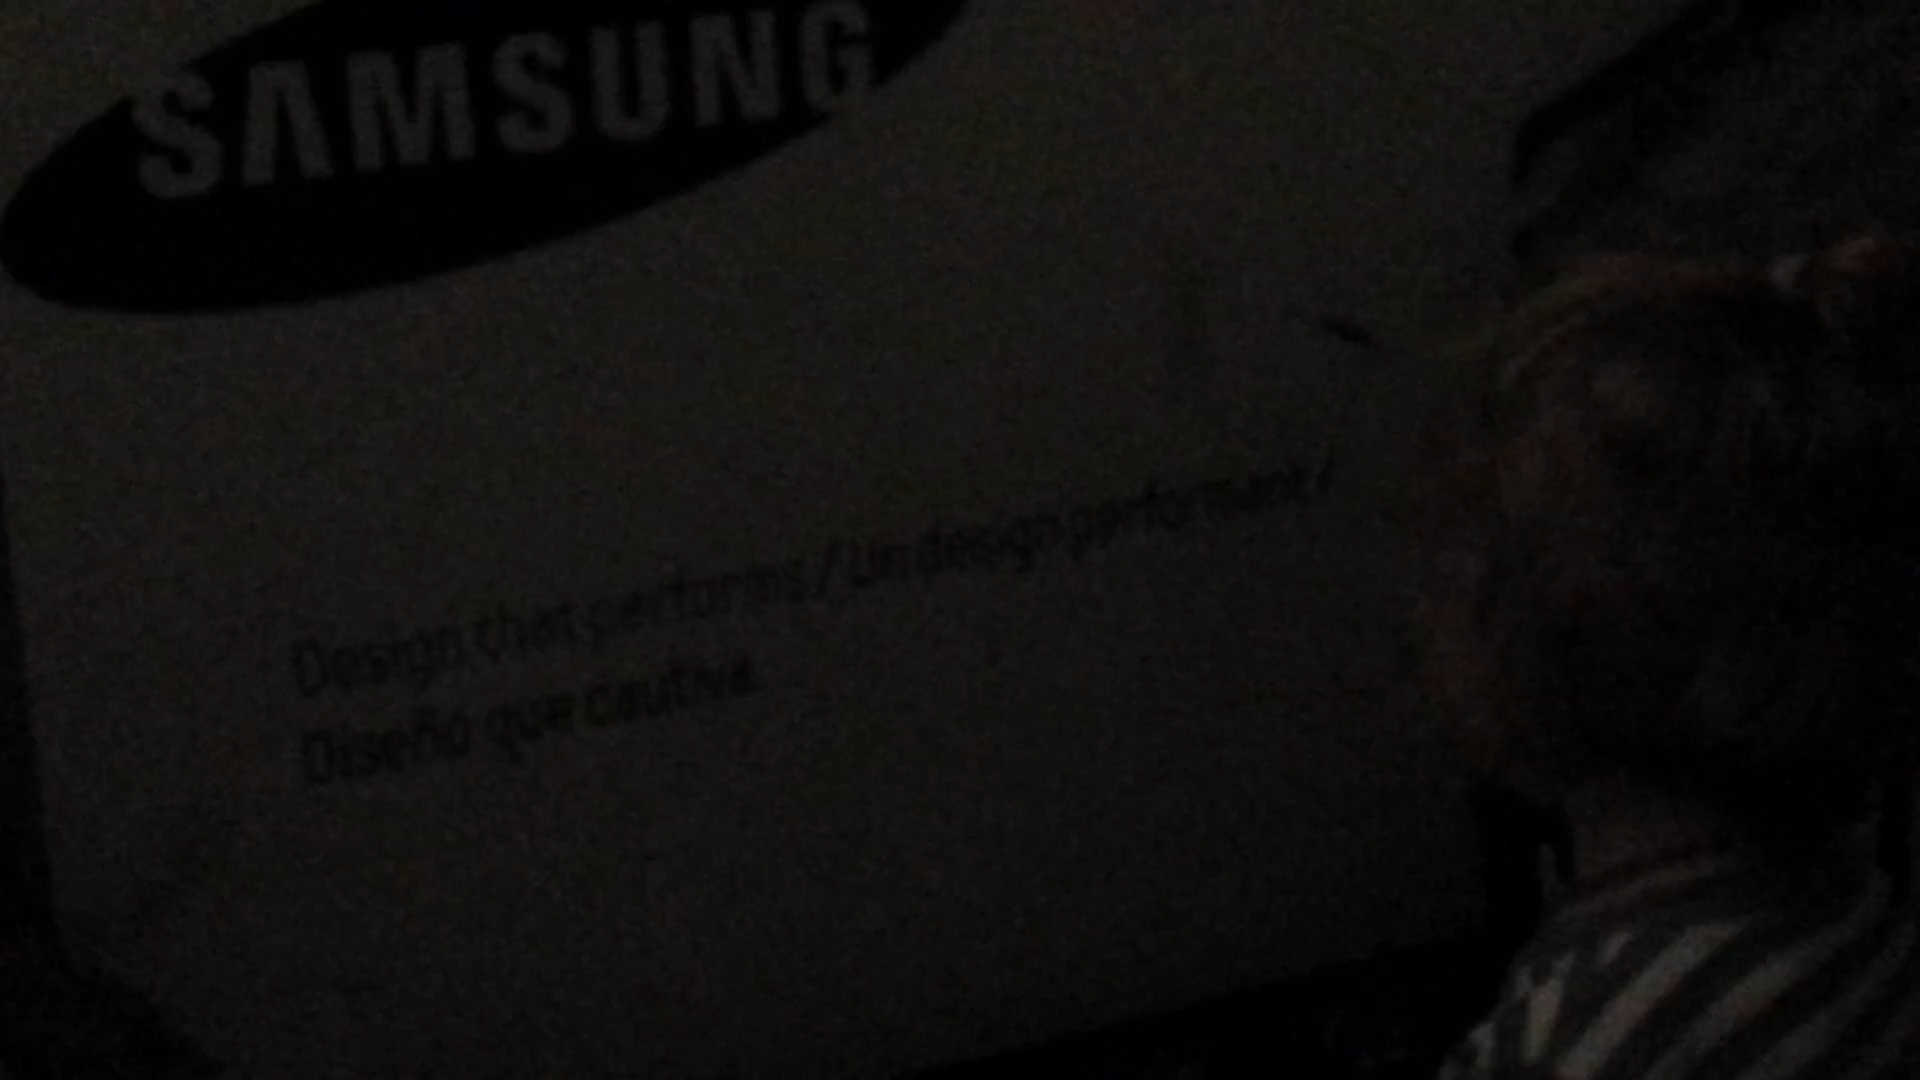 SAMSUNG
Design that performs/Un design performant/
Diseño que cautiva